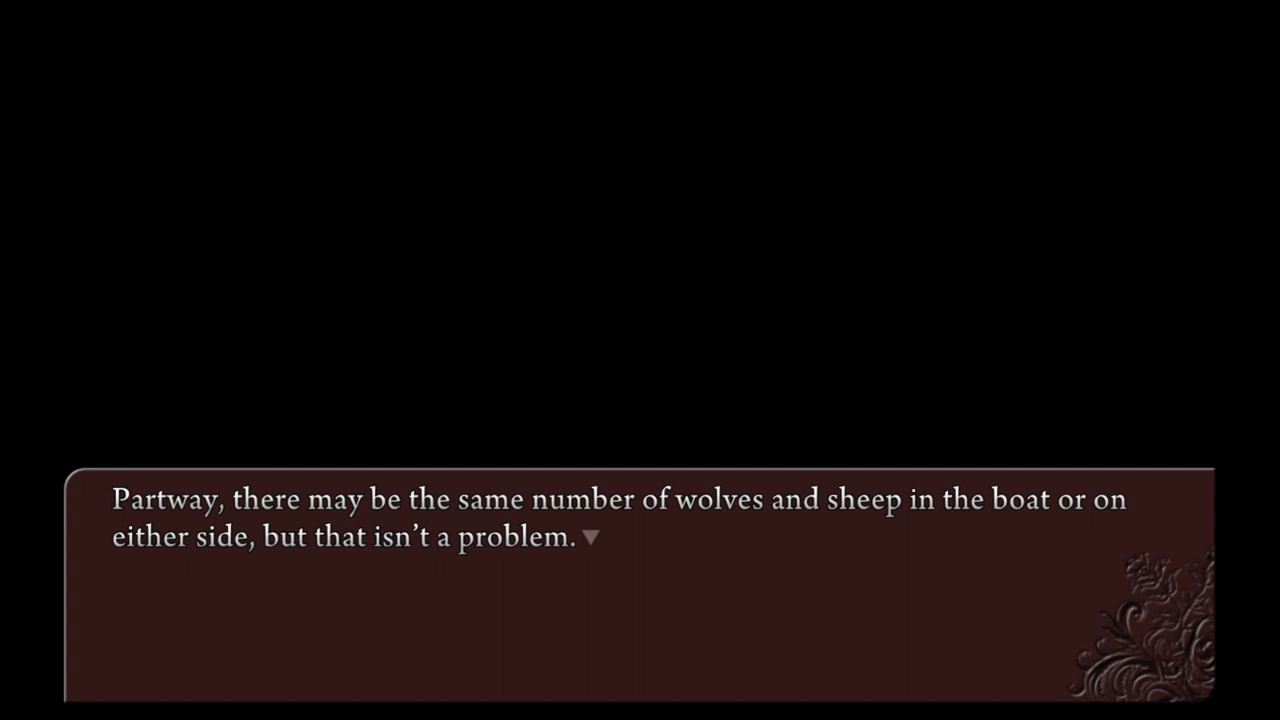 Partway, there may be the same number of wolves and sheep in the boat or on
either side, but that isn’t a problem.